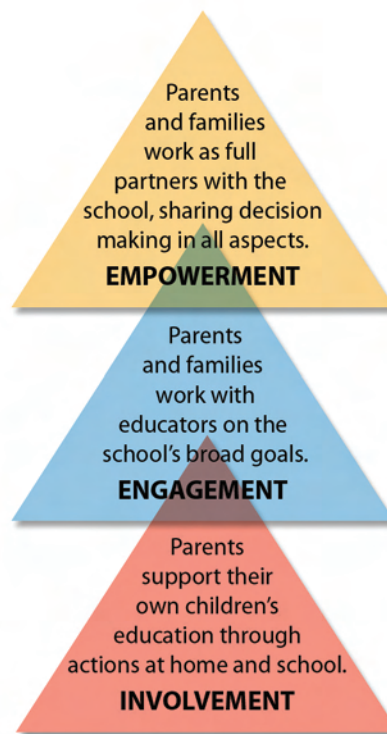 Parents
and families
work as full
partners with the
school, sharing decision
making in all aspects.
EMPOWERMENT
Parents
and families
work with
educators on the
school's broad goals.
ENGAGEMENT
Parents
support their
own children's
education through
actions at home and school.
INVOLVEMENT